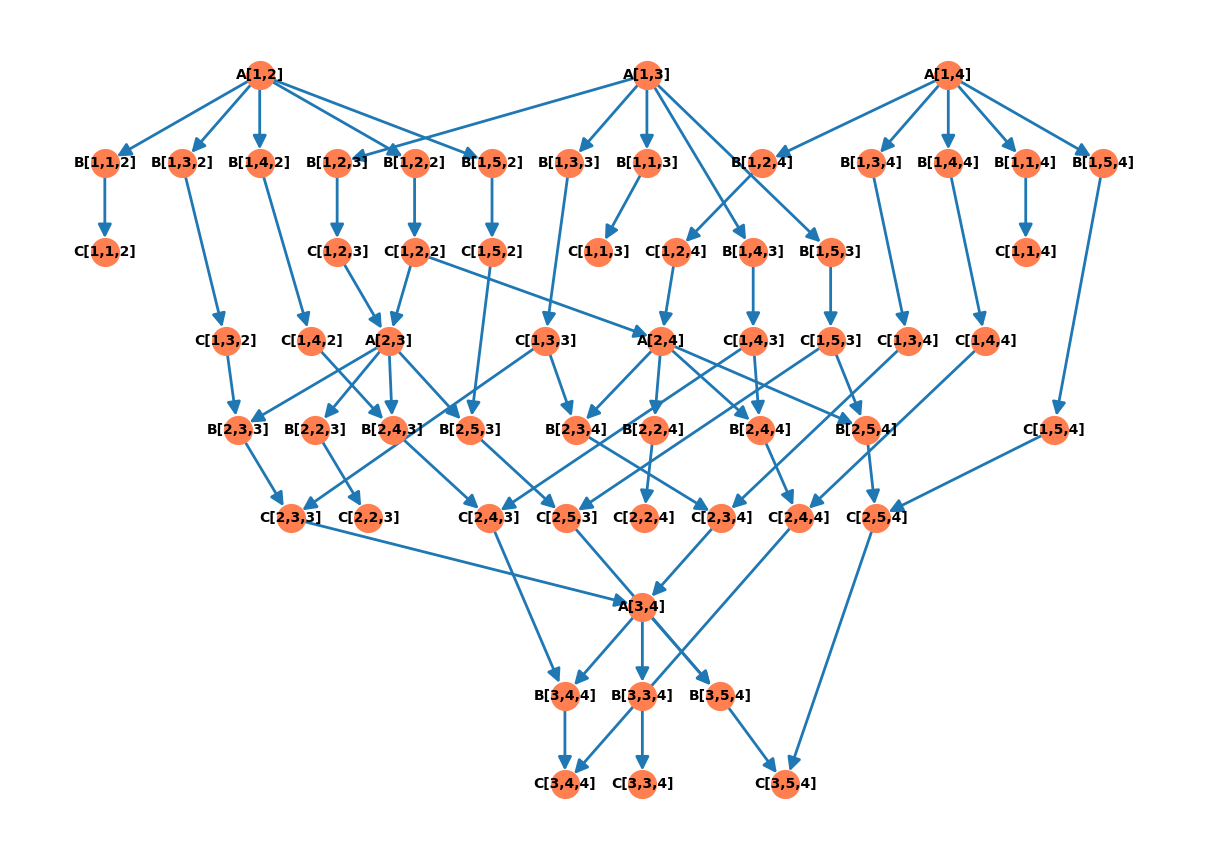 A[1,2] A[1,3] A[1,4]
B[1,1,2] B[1,3,2] B[1,4,2] B[1,2,3] B[1,2,2] B[1,5,2] B[1,3,3] B[1,1,3] B[1,2,4] B[1,3,4] B[1,4,4] B[1,1,4] B[1,5,4]
C[1,1,2] C[1,2,3] C[1,2,2] C[1,5,2] C[1,1,3] C[1,2,4] B[1,4,3] B[1,5,3] C[1,1,4]
C[1,3,2] C[1,4,2] A[2,3] C[1,3,3] A[2,4] C[1,4,3] C[1,5,3] C[1,3,4] C[1,4,4]
B[2,3,3] B[2,2,3] B[2,4,3] B[2,5,3] B[2,3,4] B[2,2,4] B[2,4,4] B[2,5,4] C[1,5,4]
C[2,3,3] C[2,2,3] C[2,4,3] C[2,5,3] C[2,2,4] C[2,3,4] C[2,4,4] C[2,5,4]
A[3,4]
B[3,4,4] B[3,3,4] B[3,5,4]
C[3,4,4] C[3,3,4] C[3,5,4]